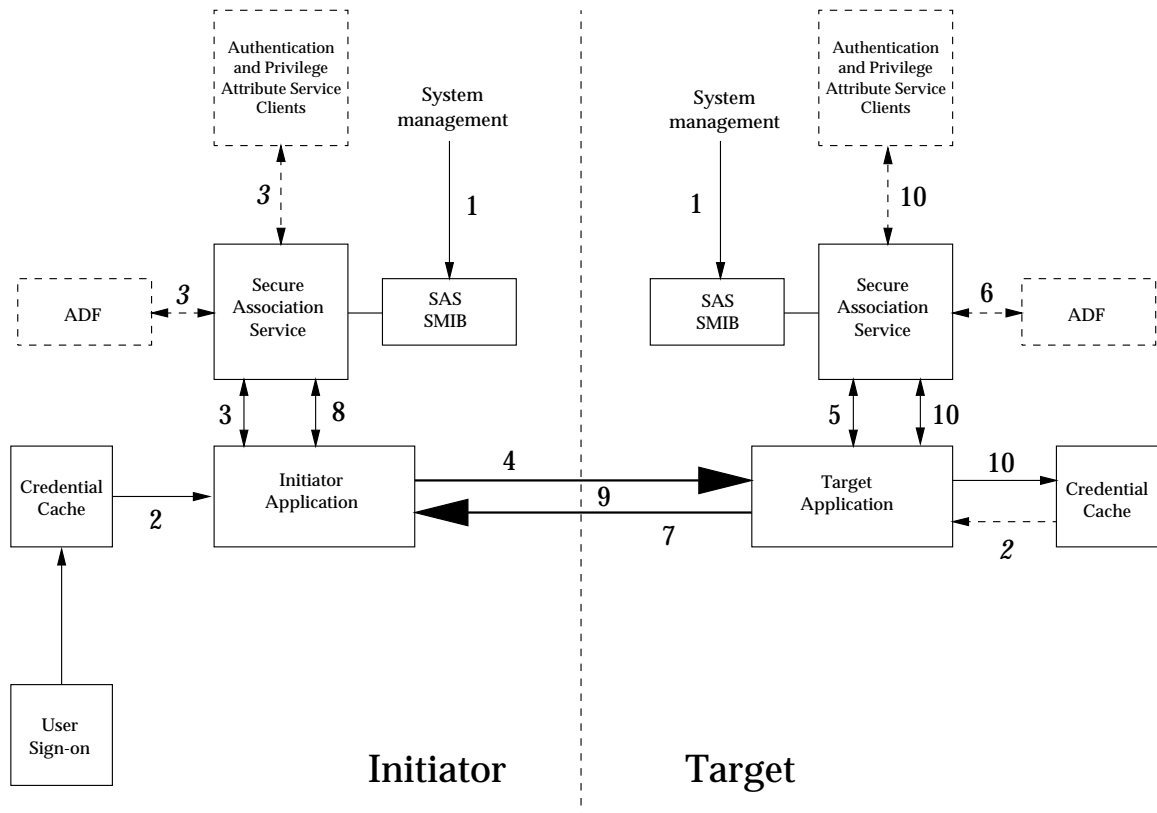 Authentication
and Privilege
Attribute Service
Clients
System
management
3
1
Secure
Association
Service
3
ADF
SAS
SMIB
3
8
Credential
Cache
2
Initiator
Application
4
9
7
User
Sign-on
Initiator
Authentication
and Privilege
Attribute Service
Clients
System
management
10
1
Secure
Association
Service
6
ADF
SAS
SMIB
5
10
Target
Application
10
2
Credential
Cache
Target